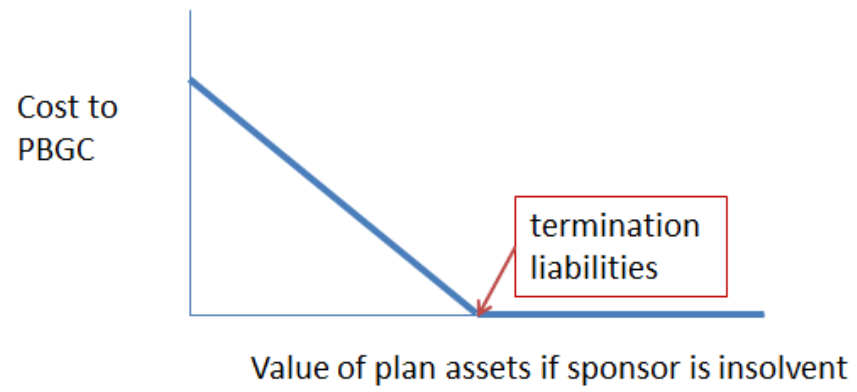 Cost to
PBGC
termination
liabilities
Value of plan assets if sponsor is insolvent